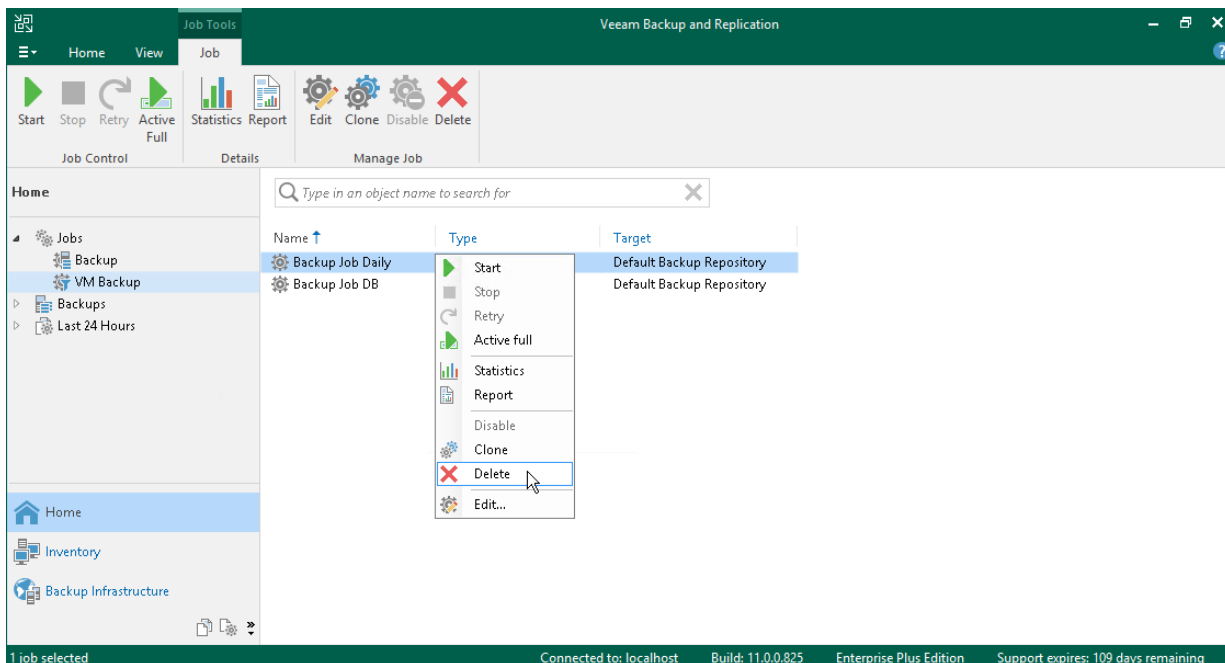 Job Tools
Veeam Backup and Replication
Home View Job
Start Stop Retry Active Full
Statistics Report
Edit Clone Disable Delete
Job Control Details Manage Job
Home
Type in an object name to search for
Jobs
Backup
VM Backup
Backups
Last 24 Hours
Name Type Target
Backup Job Daily Default Backup Repository
Backup Job DB Default Backup Repository
Start
Stop
Retry
Active full
Statistics
Report
Disable
Clone
Delete
Edit...
Home
Inventory
Backup Infrastructure
1 job selected Connected to: localhost Build: 11.0.0.825 Enterprise Plus Edition Support expires: 109 days remaining